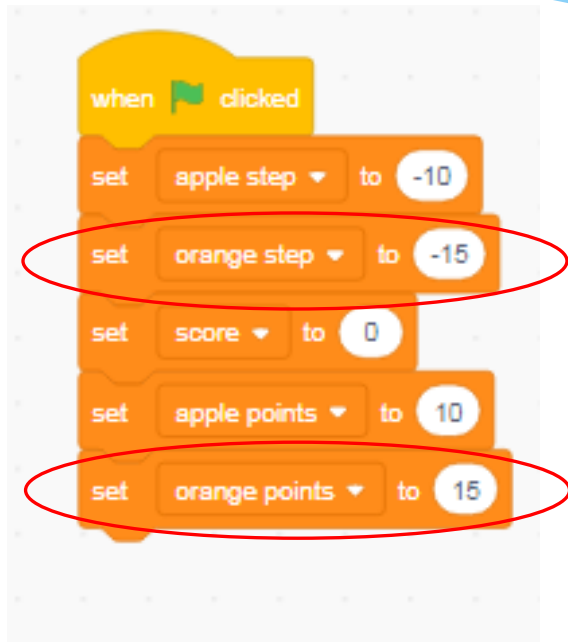 when clicked
set apple step to -10
set orange step to -15
set score to 0
set apple points to 10
set orange points to 15